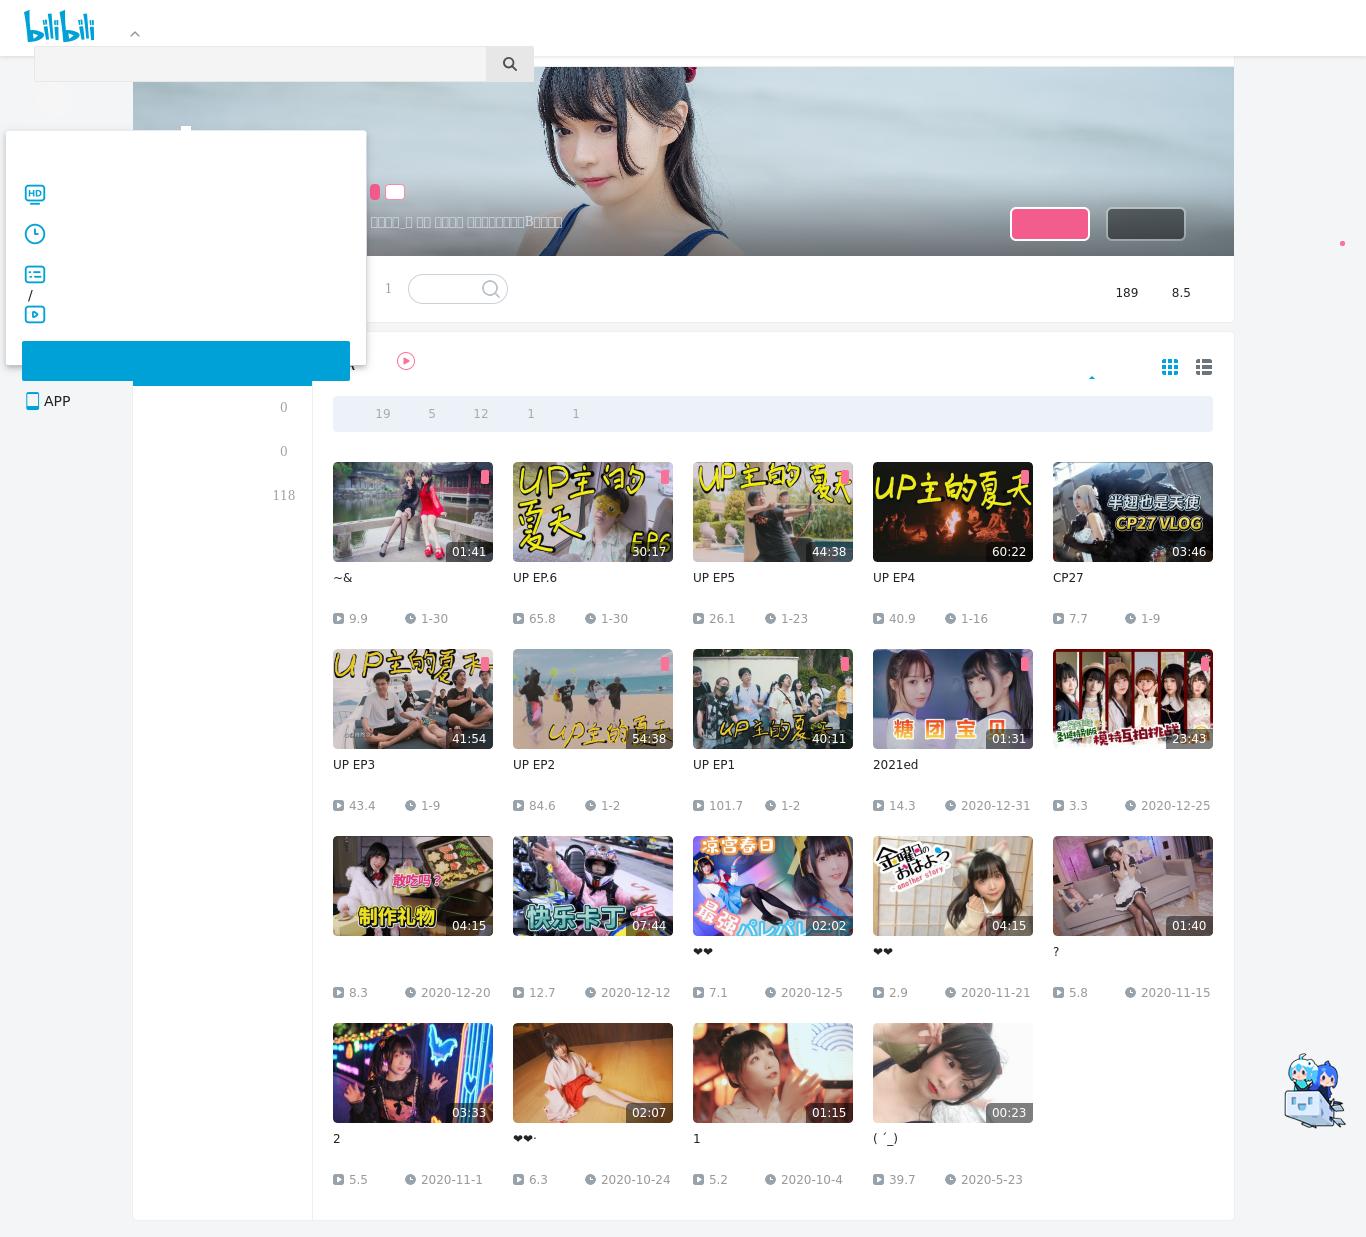 bilibili
HD
B
/
1
189 8.5
APP
0
0
118
19 5 12 1 1
01:41
UP主的夏天 EP6 30:17
UP主的夏天 44:38
UP主的夏天 60:22
半翅也是天使 CP27 VLOG 03:46
~&
UP EP.6
UP EP5
UP EP4
CP27
9.9 1-30
65.8 1-30
26.1 1-23
40.9 1-16
7.7 1-9
UP主的夏天 41:54
UP主的夏天 54:38
UP主的夏天 40:11
糖团宝贝 01:31
模特互拍挑战 23:43
UP EP3
UP EP2
UP EP1
2021ed
43.4 1-9
84.6 1-2
101.7 1-2
14.3 2020-12-31
3.3 2020-12-25
敢吃吗？ 制作礼物 04:15
快乐卡丁 07:44
凉宫春日 最强パレパレ 02:02
金曜日のおはよう -another story- 04:15
01:40
❤❤
❤❤
?
8.3 2020-12-20
12.7 2020-12-12
7.1 2020-12-5
2.9 2020-11-21
5.8 2020-11-15
03:33
02:07
01:15
00:23
2
❤❤·
1
( ´_)
5.5 2020-11-1
6.3 2020-10-24
5.2 2020-10-4
39.7 2020-5-23